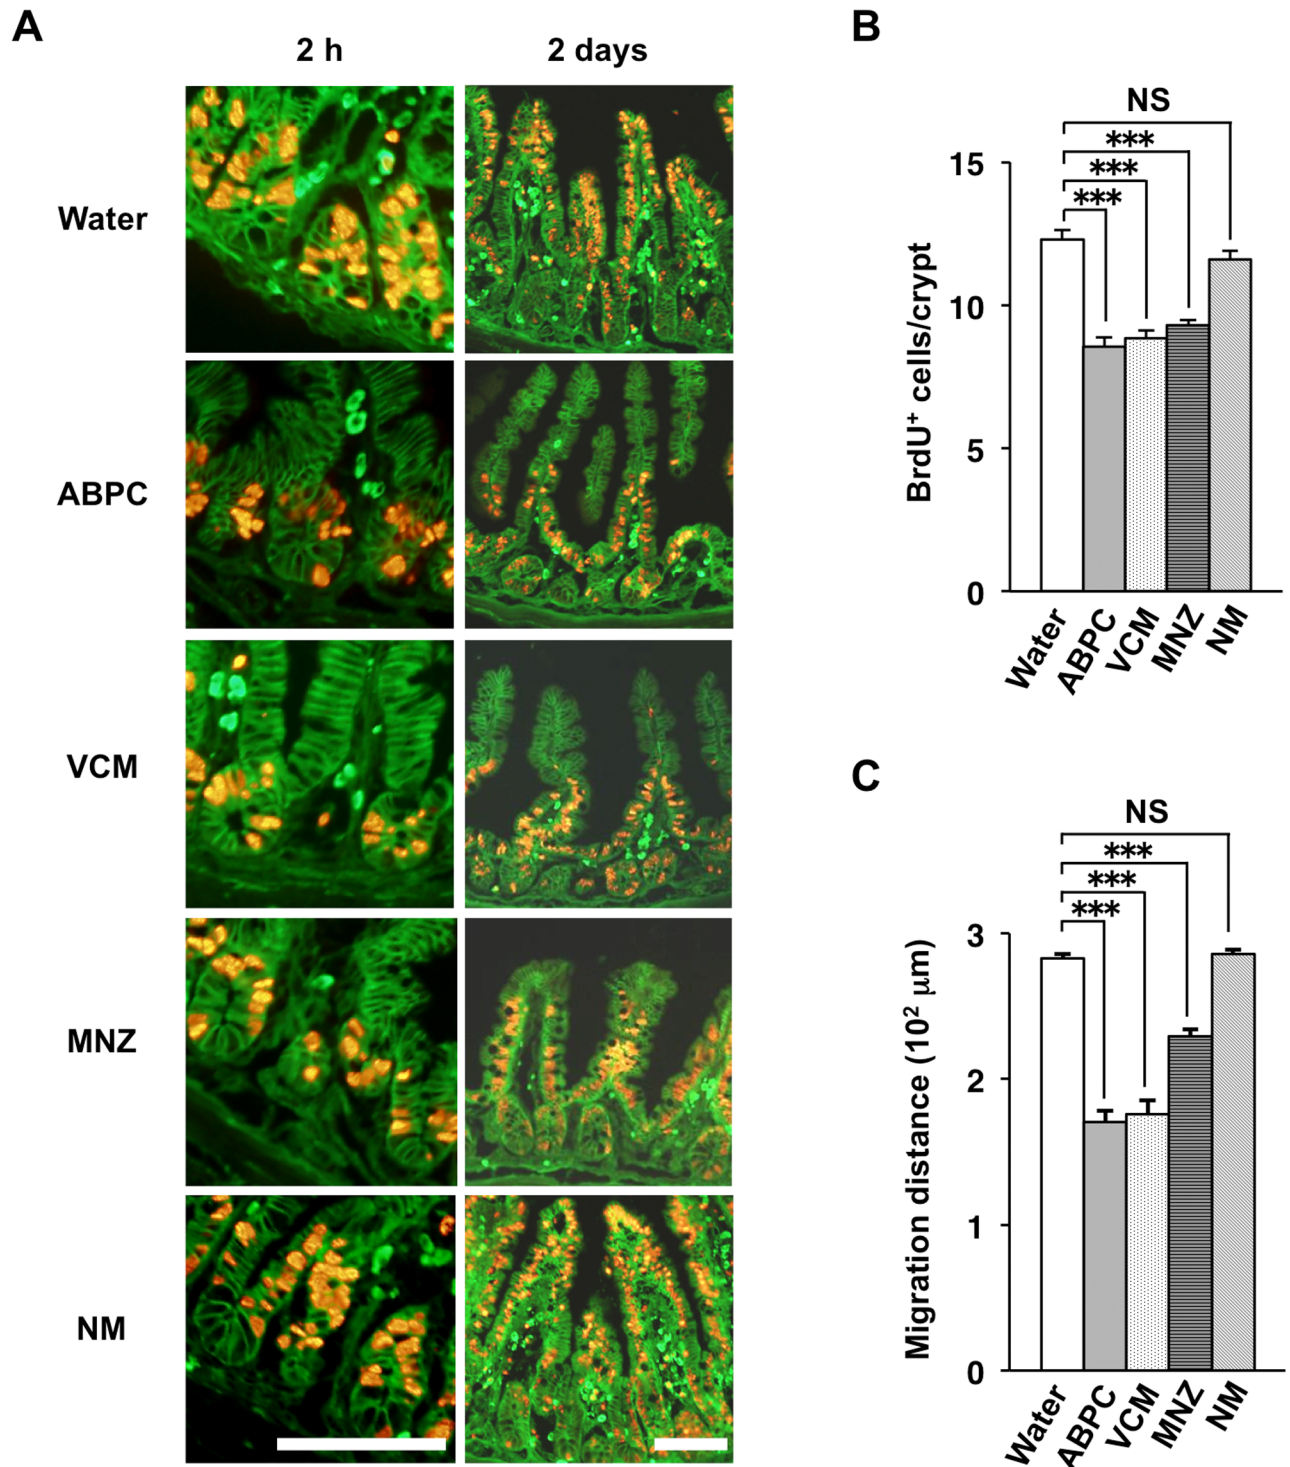 A
2 h
2 days
Water
ABPC
VCM
MNZ
NM
B
NS
***
***
***
15
10
5
0
BrdU⁺ cells/crypt
Water
ABPC
VCM
MNZ
NM
C
NS
***
***
***
3
2
1
0
Migration distance (10² μm)
Water
ABPC
VCM
MNZ
NM